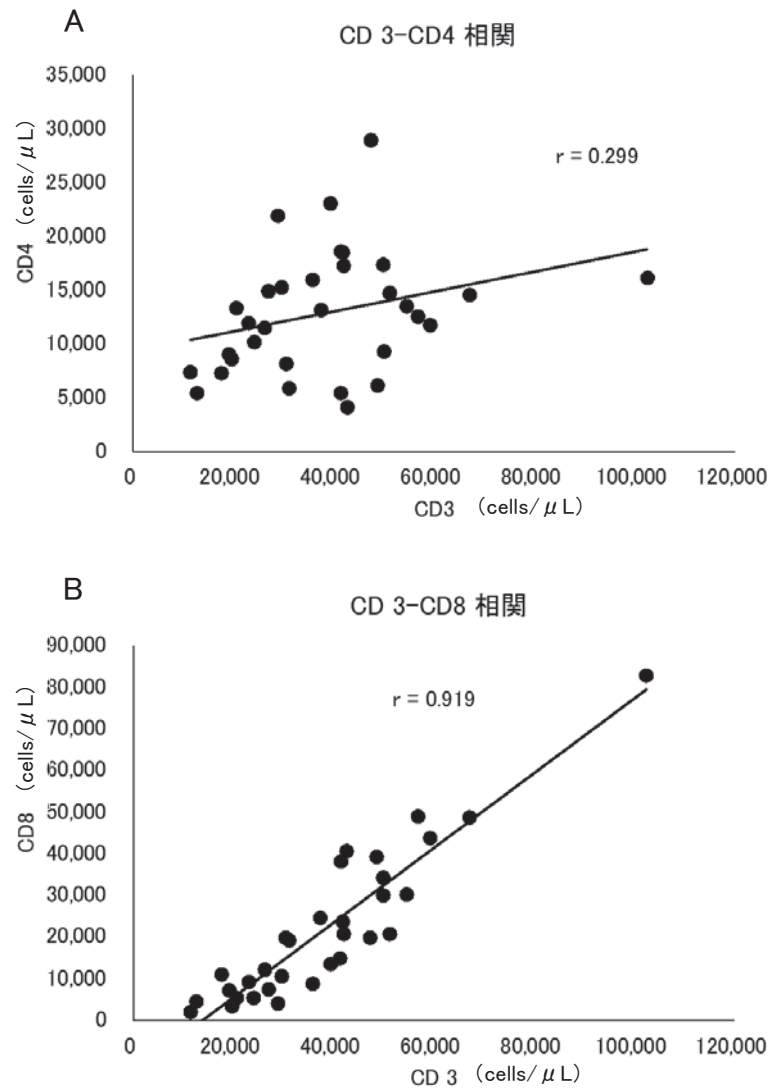 A
CD 3-CD4 相関
35,000
30,000
25,000
20,000
15,000
10,000
5,000
0
CD4 (cells/μL)
r = 0.299
0 20,000 40,000 60,000 80,000 100,000 120,000
CD3 (cells/μL)
B
CD 3-CD8 相関
90,000
80,000
70,000
60,000
50,000
40,000
30,000
20,000
10,000
0
CD8 (cells/μL)
r = 0.919
0 20,000 40,000 60,000 80,000 100,000 120,000
CD 3 (cells/μL)